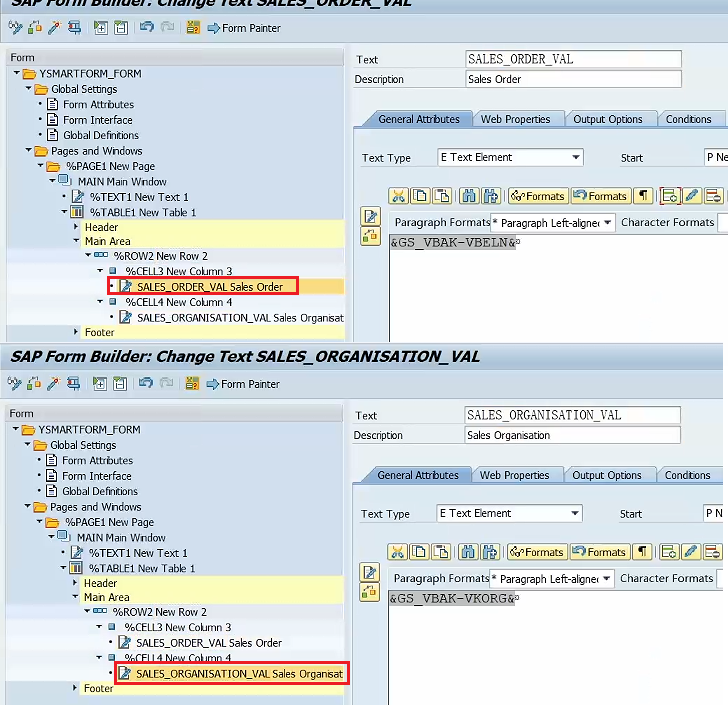 SAP Form Builder: Change Text SALES_ORDER_VAL
Form Painter
Form
YSMARTFORM_FORM
Global Settings
Form Attributes
Form Interface
Global Definitions
Pages and Windows
%PAGE1 New Page
MAIN Main Window
%TEXT1 New Text 1
%TABLE1 New Table 1
Header
Main Area
%ROW2 New Row 2
%CELL3 New Column 3
SALES_ORDER_VAL Sales Order
%CELL4 New Column 4
SALES_ORGANISATION_VAL Sales Organisat
Footer
Text SALES_ORDER_VAL
Description Sales Order
General Attributes Web Properties Output Options Conditions
Text Type E Text Element Start P Ne
Formats Formats ¶
Paragraph Formats * Paragraph Left-aligned Character Formats
&GS_VBAK-VBELN&¤
SAP Form Builder: Change Text SALES_ORGANISATION_VAL
Form Painter
Form
YSMARTFORM_FORM
Global Settings
Form Attributes
Form Interface
Global Definitions
Pages and Windows
%PAGE1 New Page
MAIN Main Window
%TEXT1 New Text 1
%TABLE1 New Table 1
Header
Main Area
%ROW2 New Row 2
%CELL3 New Column 3
SALES_ORDER_VAL Sales Order
%CELL4 New Column 4
SALES_ORGANISATION_VAL Sales Organisat
Footer
Text SALES_ORGANISATION_VAL
Description Sales Organisation
General Attributes Web Properties Output Options Conditions
Text Type E Text Element Start P N
Formats Formats ¶
Paragraph Formats * Paragraph Left-aligned Character Formats
&GS_VBAK-VKORG&¤